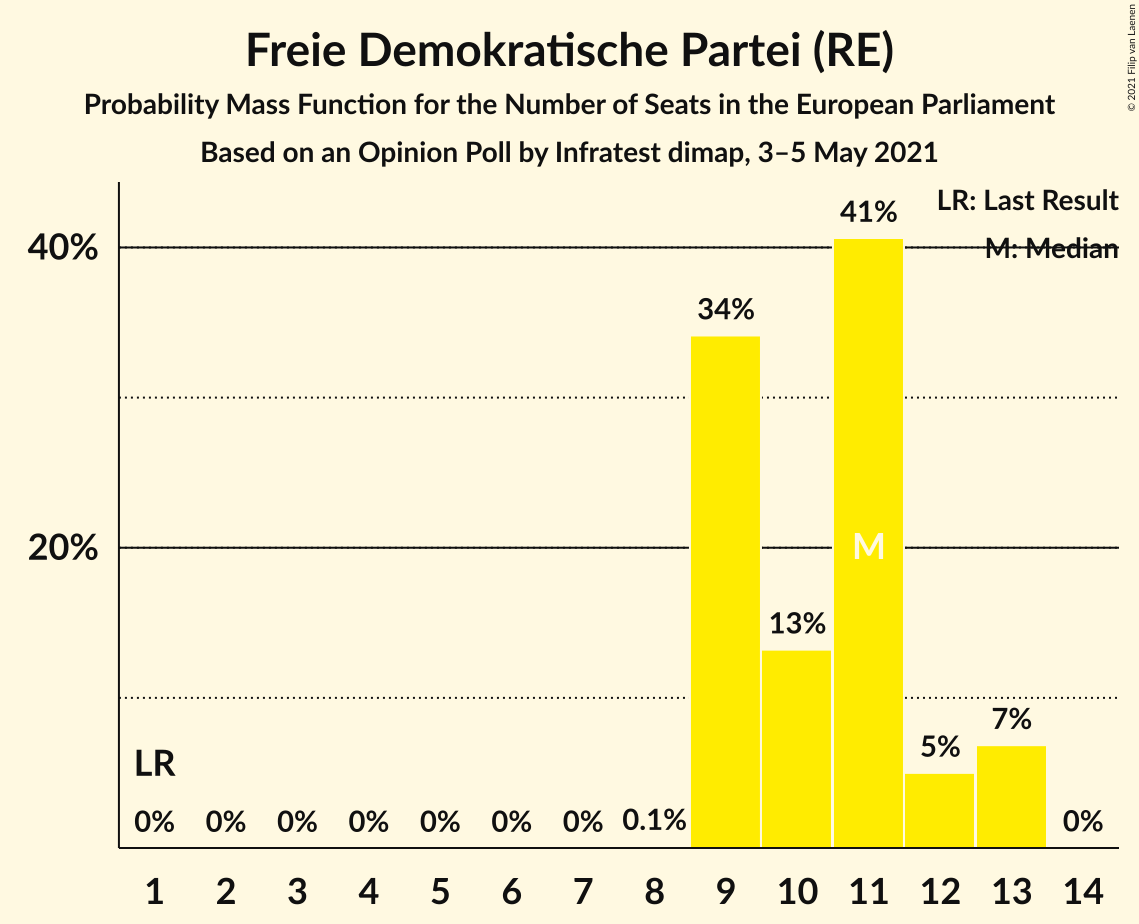 Freie Demokratische Partei (RE)
Probability Mass Function for the Number of Seats in the European Parliament
Based on an Opinion Poll by Infratest dimap, 3–5 May 2021
© 2021 Filip van Laenen
LR: Last Result
M: Median
40%
20%
41%
34%
13%
7%
5%
M
LR
0% 0% 0% 0% 0% 0% 0% 0.1% 0%
1 2 3 4 5 6 7 8 9 10 11 12 13 14